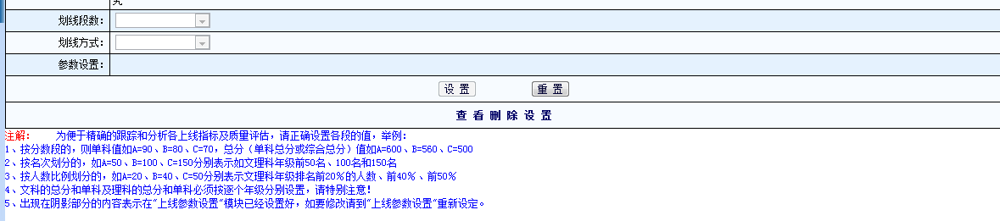 划线段数：
划线方式：
参数设置：
设 置 重 置
查 看 删 除 设 置
注解： 为便于精确的跟踪和分析各上线指标及质量评估，请正确设置各段的值，举例：
1、按分数段的，则单科值如A=90、B=80、C=70，总分（单科总分或综合总分）值如A=600、B=560、C=500
2、按名次划分的，如A=50、B=100、C=150分别表示如文理科年级前50名、100名和150名
3、按人数比例划分的，如A=20、B=40、C=50分别表示文理科年级排名前20%的人数、前40%、前50%
4、文科的总分和单科及理科的总分和单科必须按逐个年级分别设置，请特别注意！
5、出现在阴影部分的内容表示在"上线参数设置"模块已经设置好，如要修改请到"上线参数设置"重新设定。